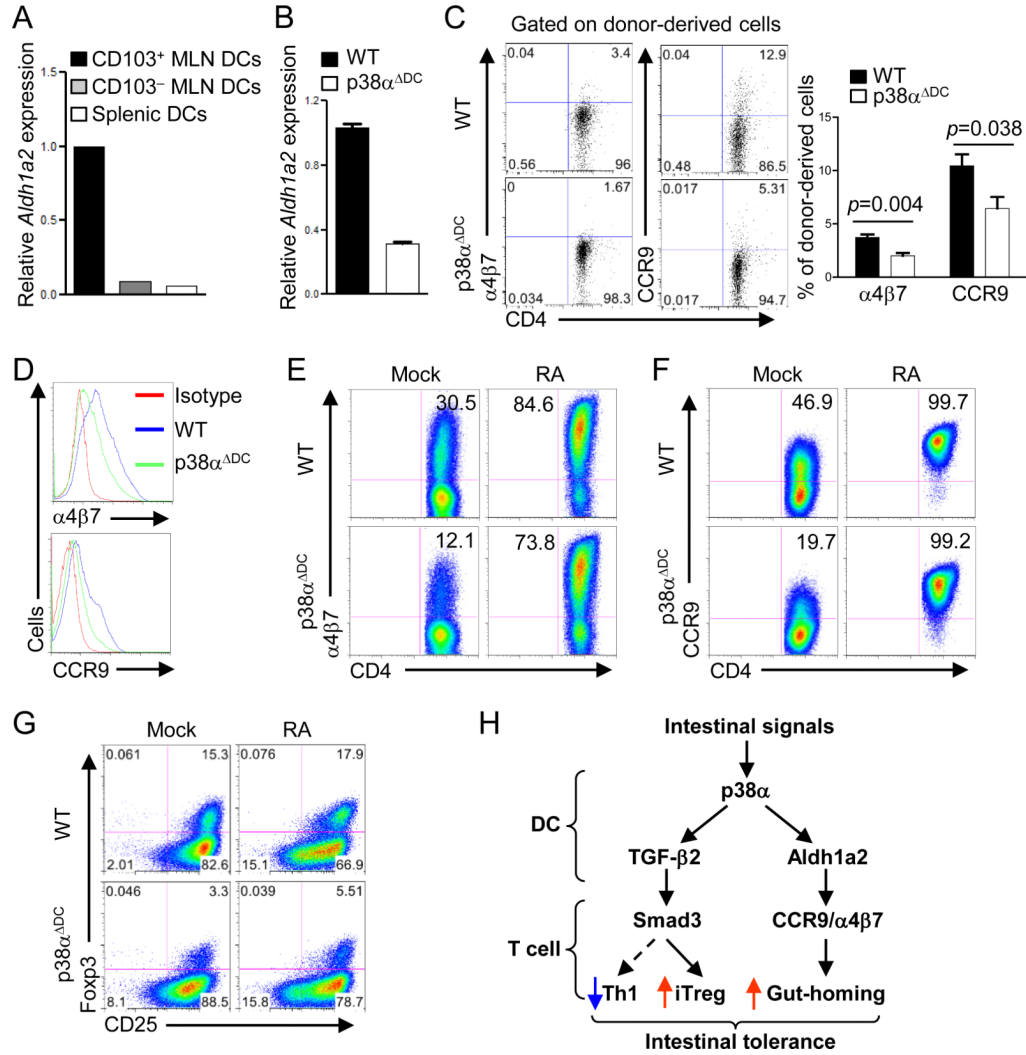 A
CD103⁺ MLN DCs
CD103⁻ MLN DCs
Splenic DCs
Relative Aldh1a2 expression
1.5
1.0
0.5
0.0
B
WT
p38α^ΔDC
Relative Aldh1a2 expression
1.2
0.8
0.4
0.0
C
Gated on donor-derived cells
WT
0.04 3.4
0.56 96
0.04 12.9
0.48 86.5
p38α^ΔDC
0 1.67
0.034 98.3
0.017 5.31
0.017 94.7
α4β7
CCR9
CD4
WT
p38α^ΔDC
% of donor-derived cells
15
10
5
0
p=0.004
p=0.038
α4β7 CCR9
D
Isotype
WT
p38α^ΔDC
Cells
α4β7
CCR9
E
Mock RA
WT
30.5 84.6
p38α^ΔDC
12.1 73.8
α4β7
CD4
F
Mock RA
WT
46.9 99.7
p38α^ΔDC
19.7 99.2
CCR9
CD4
G
Mock RA
WT
0.061 15.3
2.01 82.6
0.076 17.9
15.1 66.9
p38α^ΔDC
0.046 3.3
8.1 88.5
0.039 5.51
15.8 78.7
Foxp3
CD25
H
Intestinal signals
p38α
DC
TGF-β2 Aldh1a2
T cell
Smad3 CCR9/α4β7
Th1 iTreg Gut-homing
Intestinal tolerance